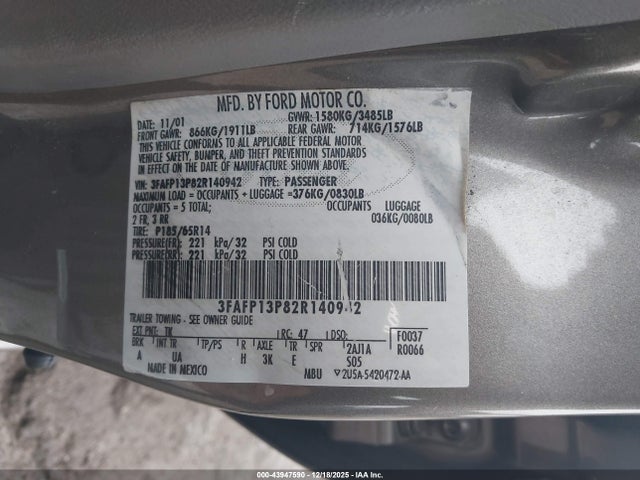 MFD. BY FORD MOTOR CO.
DATE: 11/01 GVWR: 1580KG/3485LB
FRONT GAWR: 866KG/1911LB REAR GAWR: 714KG/1576LB
THIS VEHICLE CONFORMS TO ALL APPLICABLE FEDERAL MOTOR
VEHICLE SAFETY, BUMPER, AND THEFT PREVENTION STANDARDS
IN EFFECT ON THE DATE OF MANUFACTURE SHOWN ABOVE.
VIN: 3FAFP13P82R140942 TYPE: PASSENGER
MAXIMUM LOAD = OCCUPANTS + LUGGAGE =376KG/0830LB
OCCUPANTS = 5 TOTAL; OCCUPANTS LUGGAGE
2 FR, 3 RR 036KG/0080LB
TIRE: P185/65R14
PRESSURE(FR): 221 kPa/32 PSI COLD
PRESSURE(RR): 221 kPa/32 PSI COLD
3FAFP13P82R140942
TRAILER TOWING - SEE OWNER GUIDE
EXT PNT: TK RC: 47 DSO: F0037
BRK INT TR TP/PS R AXLE TR SPR 2AJ1A R0066
A UA H 3K E S05
MADE IN MEXICO MBU 2U5A-5420472-AA
000-43947590 - 12/18/2025 - IAA Inc.